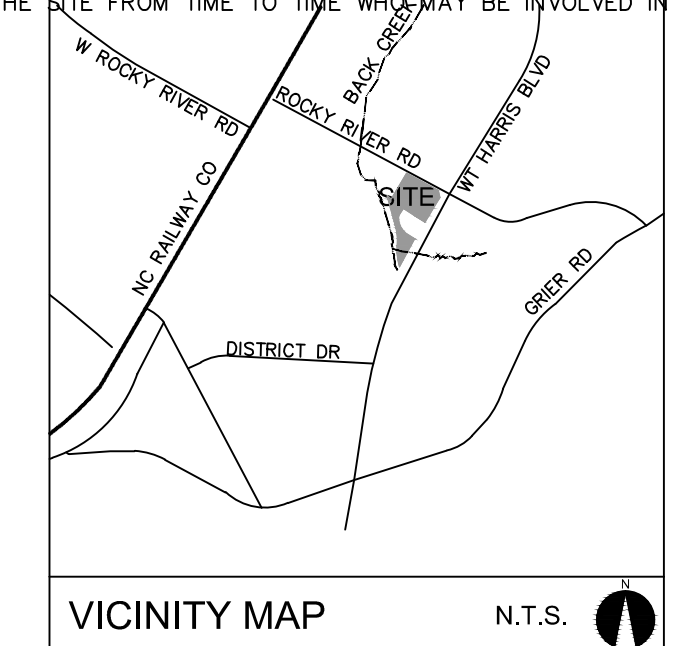 HE SITE FROM TIME TO TIME WHO MAY BE INVOLVED IN
W ROCKY RIVER RD
BACK CREEK
ROCKY RIVER RD
WT HARRIS BLVD
SITE
NC RAILWAY CO
GRIER RD
DISTRICT DR
VICINITY MAP
N.T.S.
N